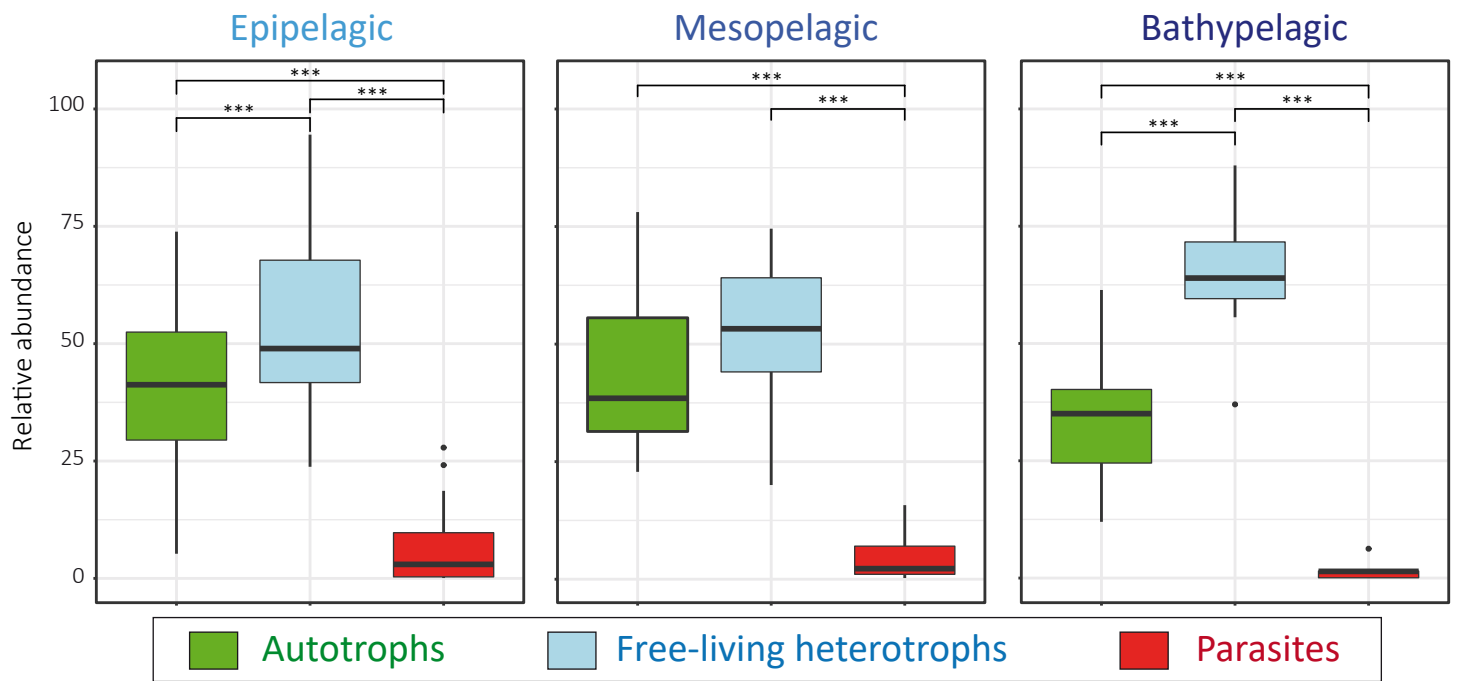 Epipelagic Mesopelagic Bathypelagic
*** *** ***
*** *** ***
*** ***
100
75
50
25
0
Relative abundance
Autotrophs Free-living heterotrophs Parasites